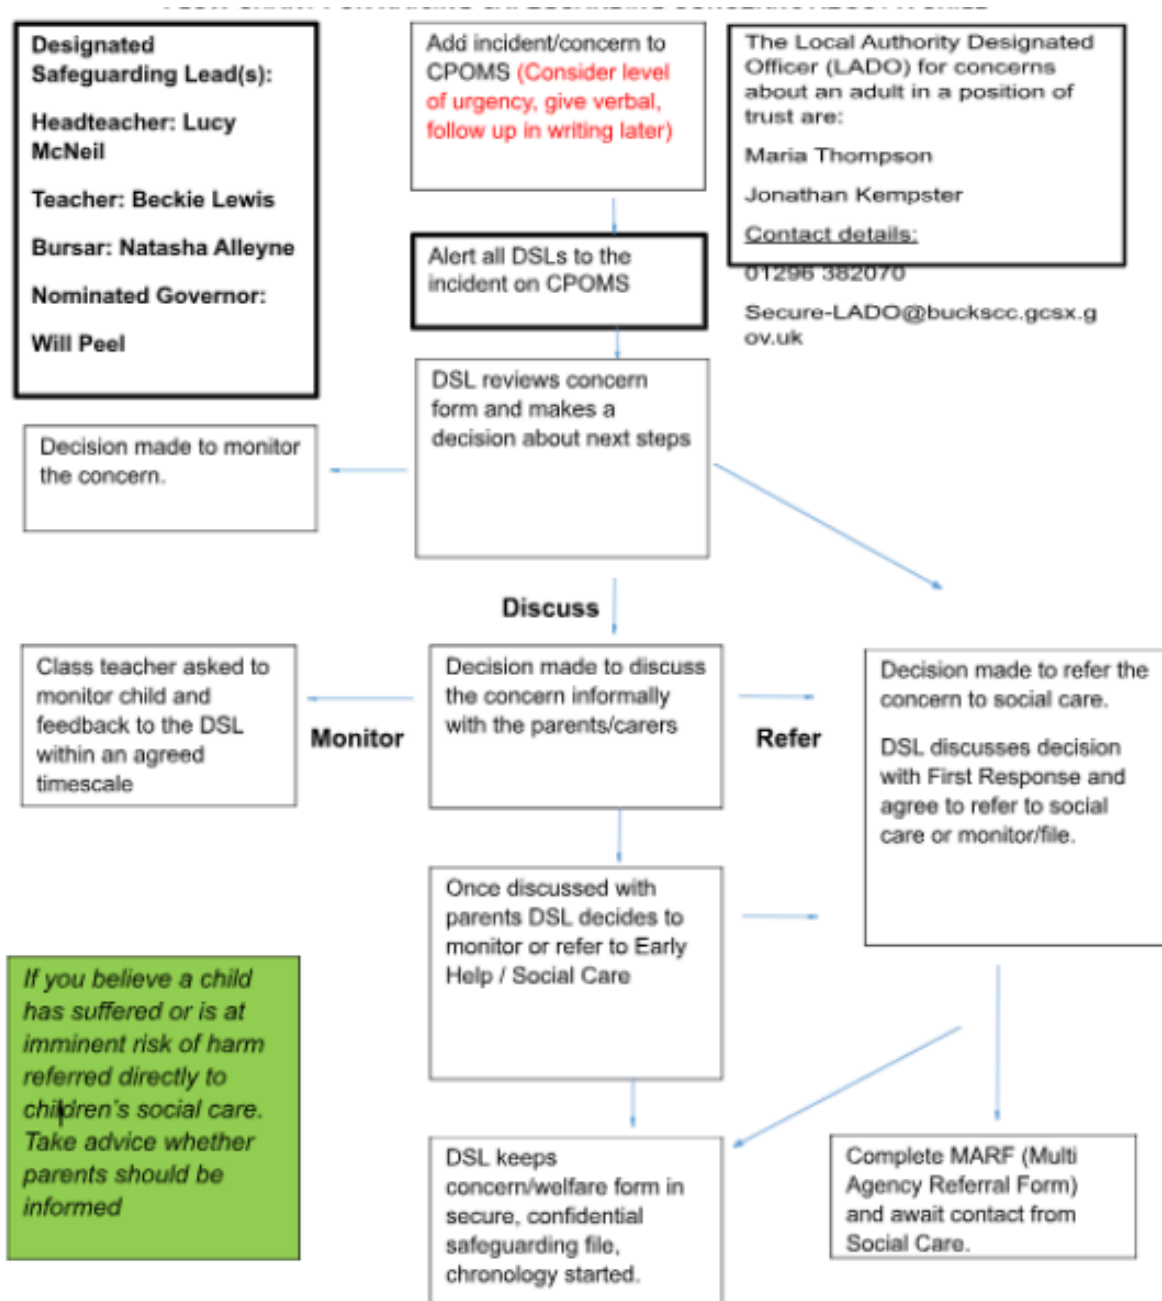 Designated
Safeguarding Lead(s):
Headteacher: Lucy
McNeil
Teacher: Beckie Lewis
Bursar: Natasha Alleyne
Nominated Governor:
Will Peel
Add incident/concern to
CPOMS (Consider level
of urgency, give verbal,
follow up in writing later)
The Local Authority Designated
Officer (LADO) for concerns
about an adult in a position of
trust are:
Maria Thompson
Jonathan Kempster
Contact details:
01296 382070
Secure-LADO@buckscc.gcsx.g
ov.uk
Alert all DSLs to the
incident on CPOMS
DSL reviews concern
form and makes a
decision about next steps
Decision made to monitor
the concern.
Discuss
Class teacher asked to
monitor child and
feedback to the DSL
within an agreed
timescale
Monitor
Decision made to discuss
the concern informally
with the parents/carers
Refer
Decision made to refer the
concern to social care.
DSL discusses decision
with First Response and
agree to refer to social
care or monitor/file.
Once discussed with
parents DSL decides to
monitor or refer to Early
Help / Social Care
If you believe a child
has suffered or is at
imminent risk of harm
referred directly to
children's social care.
Take advice whether
parents should be
informed
DSL keeps
concern/welfare form in
secure, confidential
safeguarding file,
chronology started.
Complete MARF (Multi
Agency Referral Form)
and await contact from
Social Care.